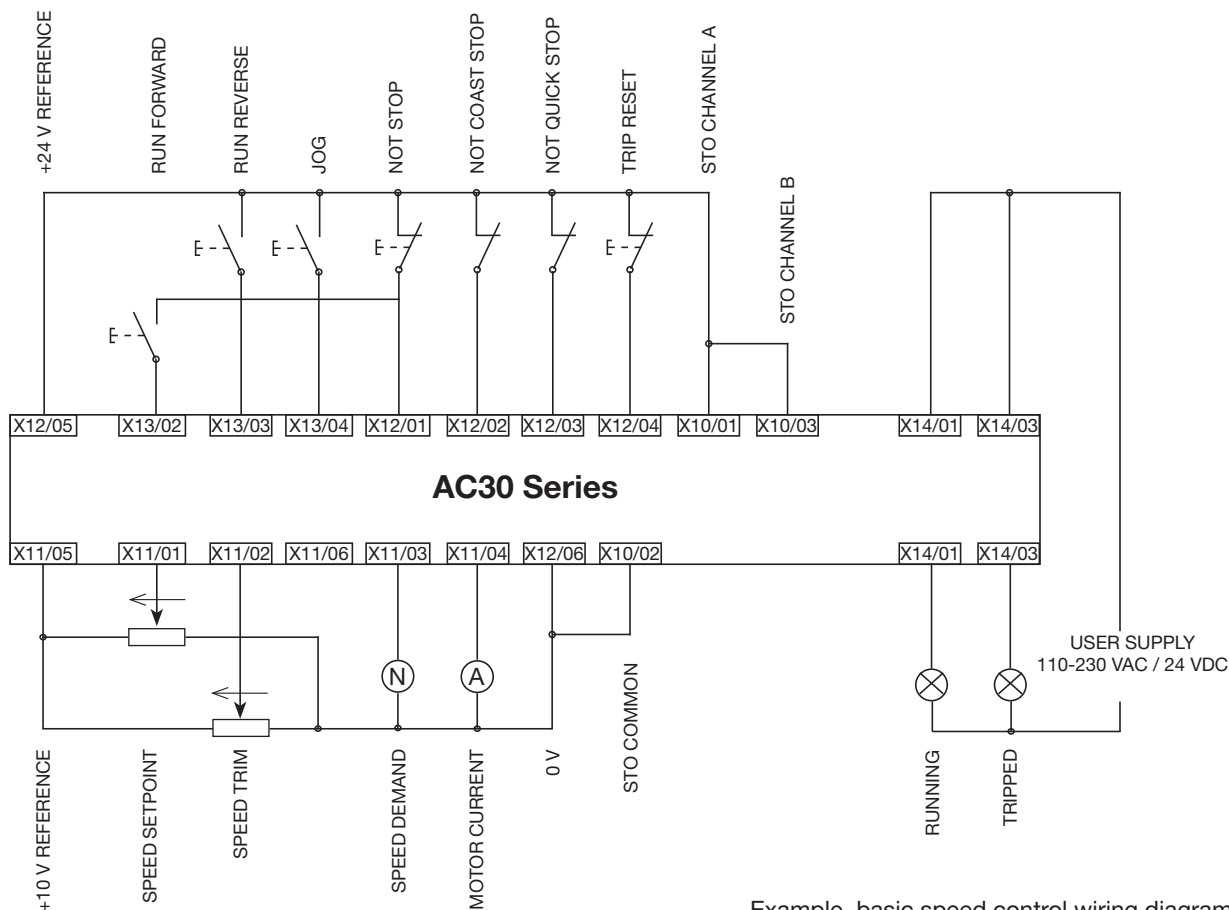 +24 V REFERENCE
RUN FORWARD
RUN REVERSE
JOG
NOT STOP
NOT COAST STOP
NOT QUICK STOP
TRIP RESET
STO CHANNEL A
STO CHANNEL B
X12/05
X13/02
X13/03
X13/04
X12/01
X12/02
X12/03
X12/04
X10/01
X10/03
X14/01
X14/03
AC30 Series
X11/05
X11/01
X11/02
X11/06
X11/03
X11/04
X12/06
X10/02
X14/01
X14/03
N
A
USER SUPPLY
110-230 VAC / 24 VDC
+10 V REFERENCE
SPEED SETPOINT
SPEED TRIM
SPEED DEMAND
MOTOR CURRENT
0 V
STO COMMON
RUNNING
TRIPPED
Example, basic speed control wiring diagram